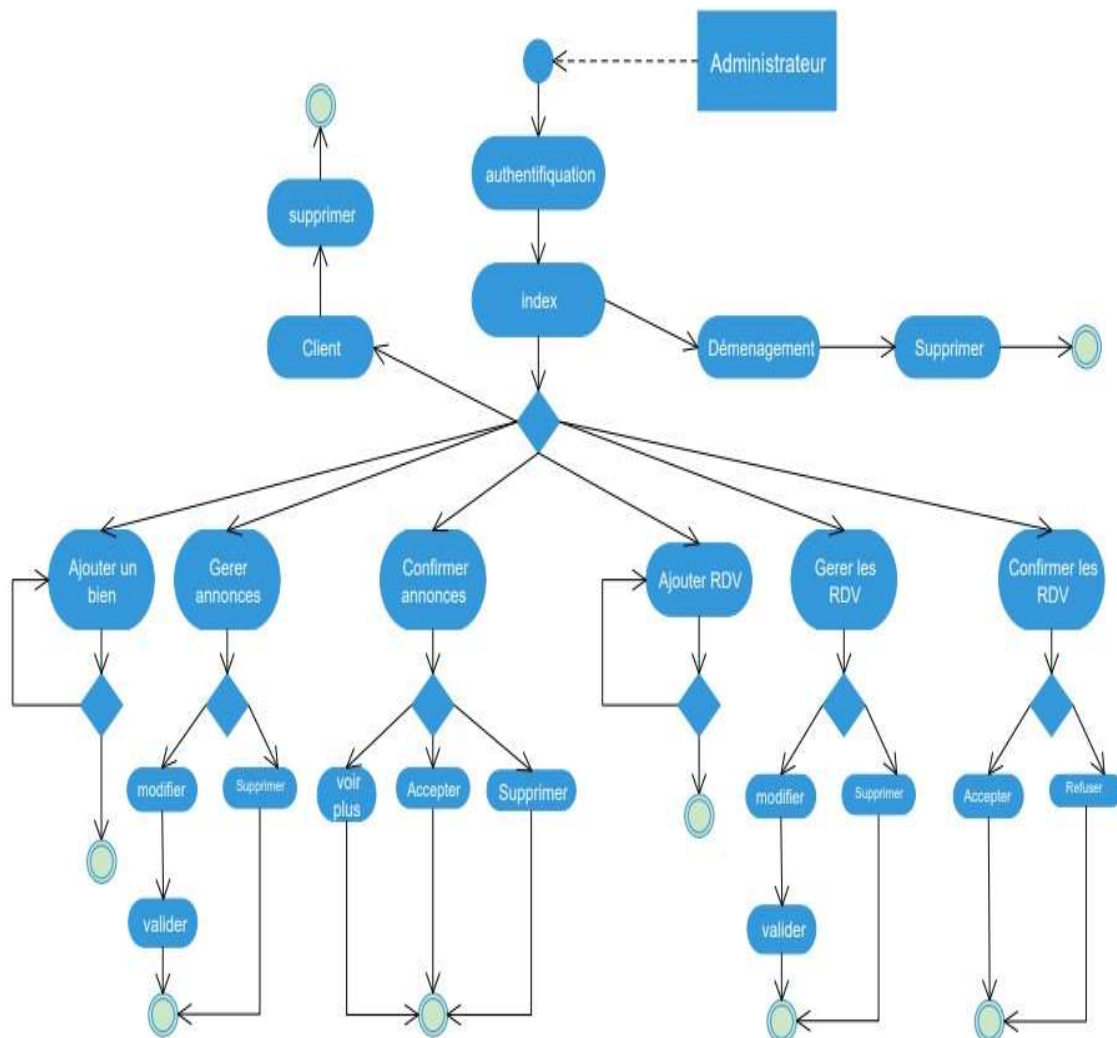 Administrateur
authentifiquation
supprimer
index
Client
Démenagement
Supprimer
Ajouter un
bien
Gerer
annonces
Confirmer
annonces
Ajouter RDV
Gerer les
RDV
Confirmer les
RDV
modifier
Supprimer
voir
plus
Accepter
Supprimer
modifier
Supprimer
Accepter
Refuser
valider
valider